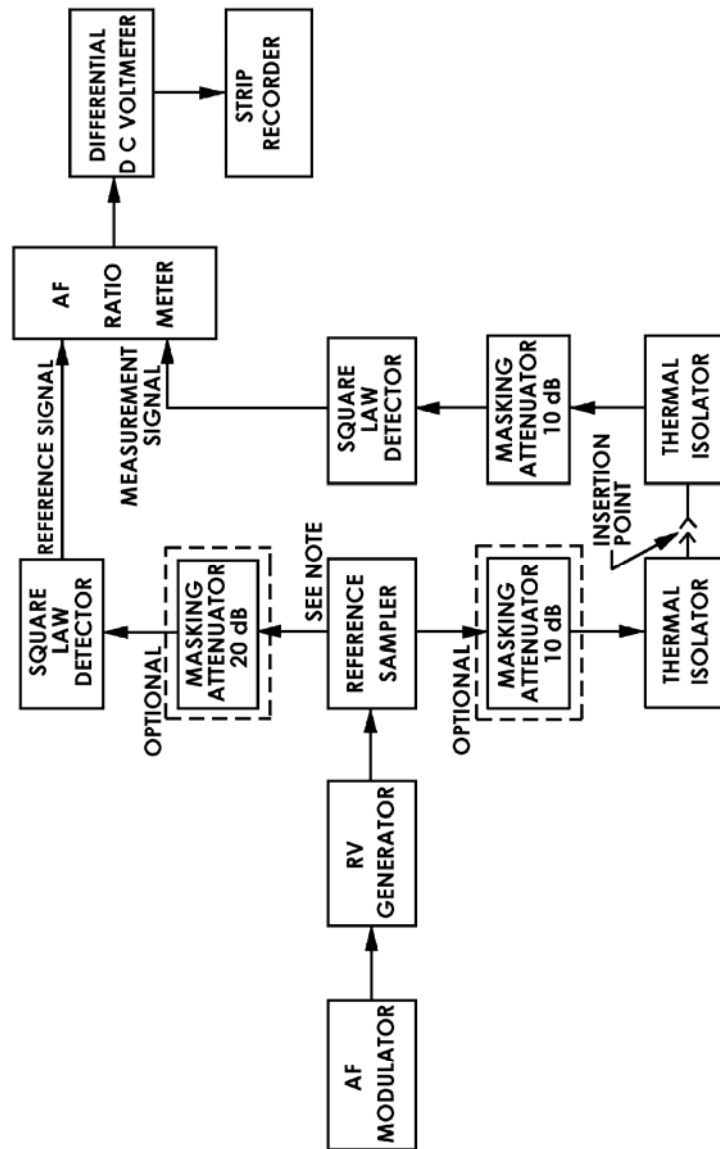 AF
MODULATOR
RV
GENERATOR
REFERENCE
SAMPLER
SEE NOTE
OPTIONAL
MASKING
ATTENUATOR
20 dB
SQUARE
LAW
DETECTOR
REFERENCE SIGNAL
OPTIONAL
MASKING
ATTENUATOR
10 dB
THERMAL
ISOLATOR
INSERTION
POINT
THERMAL
ISOLATOR
MASKING
ATTENUATOR
10 dB
SQUARE
LAW
DETECTOR
MEASUREMENT
SIGNAL
AF
RATIO
METER
DIFFERENTIAL
D C VOLTMETER
STRIP
RECORDER